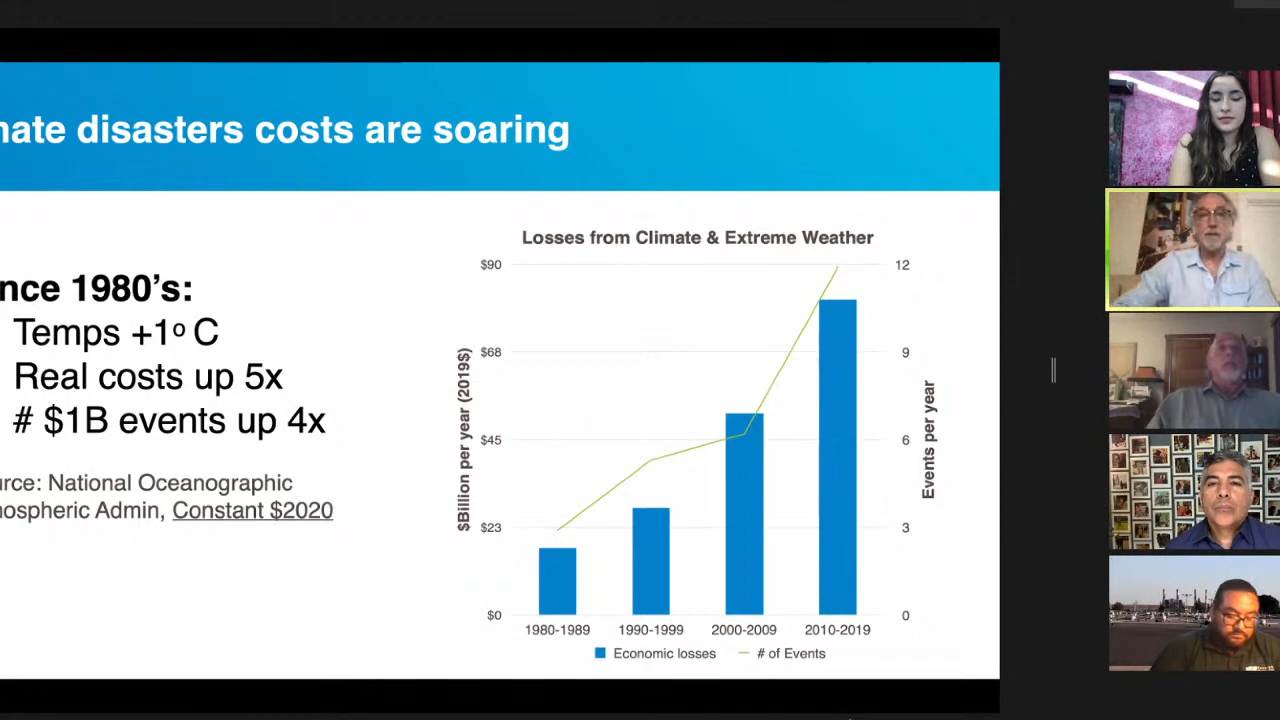 nate disasters costs are soaring
nce 1980's:
Temps +1º C
Real costs up 5x
# $1B events up 4x
urce: National Oceanographic
nospheric Admin, Constant $2020
Losses from Climate & Extreme Weather
$90
$68
$45
$23
$0
$Billion per year (2019$)
12
9
6
3
0
Events per year
1980-1989
1990-1999
2000-2009
2010-2019
Economic losses
# of Events